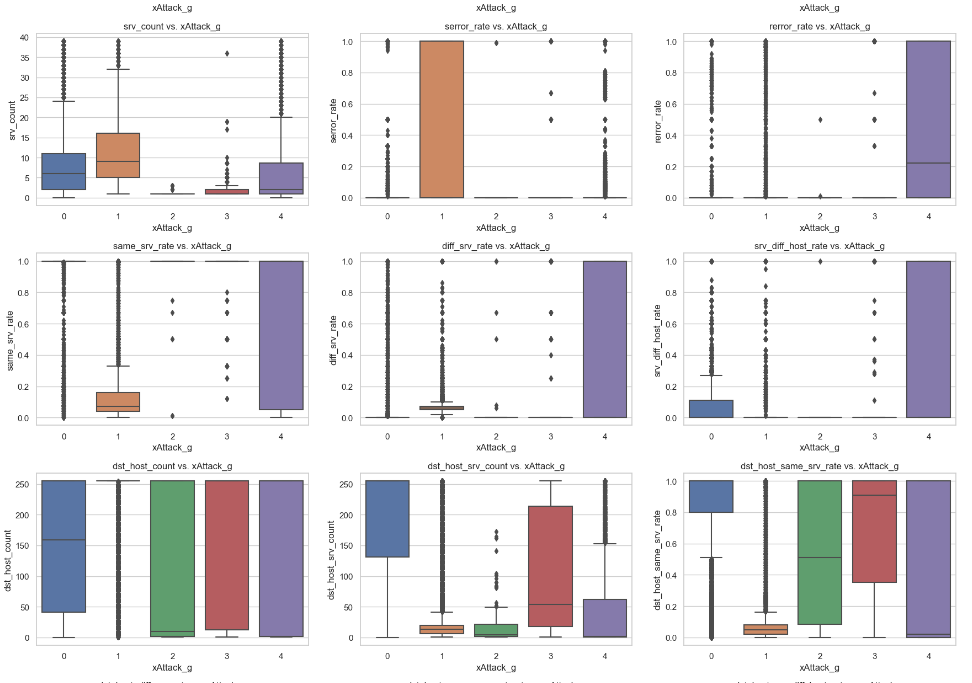 xAttack_g xAttack_g xAttack_g
srv_count vs. xAttack_g
srv_count
40
35
30
25
20
15
10
5
0
0 1 2 3 4
xAttack_g
serror_rate vs. xAttack_g
serror_rate
1.0
0.8
0.6
0.4
0.2
0.0
0 1 2 3 4
xAttack_g
rerror_rate vs. xAttack_g
rerror_rate
1.0
0.8
0.6
0.4
0.2
0.0
0 1 2 3 4
xAttack_g
same_srv_rate vs. xAttack_g
same_srv_rate
1.0
0.8
0.6
0.4
0.2
0.0
0 1 2 3 4
xAttack_g
diff_srv_rate vs. xAttack_g
diff_srv_rate
1.0
0.8
0.6
0.4
0.2
0.0
0 1 2 3 4
xAttack_g
srv_diff_host_rate vs. xAttack_g
srv_diff_host_rate
1.0
0.8
0.6
0.4
0.2
0.0
0 1 2 3 4
xAttack_g
dst_host_count vs. xAttack_g
dst_host_count
250
200
150
100
50
0
0 1 2 3 4
xAttack_g
dst_host_srv_count vs. xAttack_g
dst_host_srv_count
250
200
150
100
50
0
0 1 2 3 4
xAttack_g
dst_host_same_srv_rate vs. xAttack_g
dst_host_same_srv_rate
1.0
0.8
0.6
0.4
0.2
0.0
0 1 2 3 4
xAttack_g